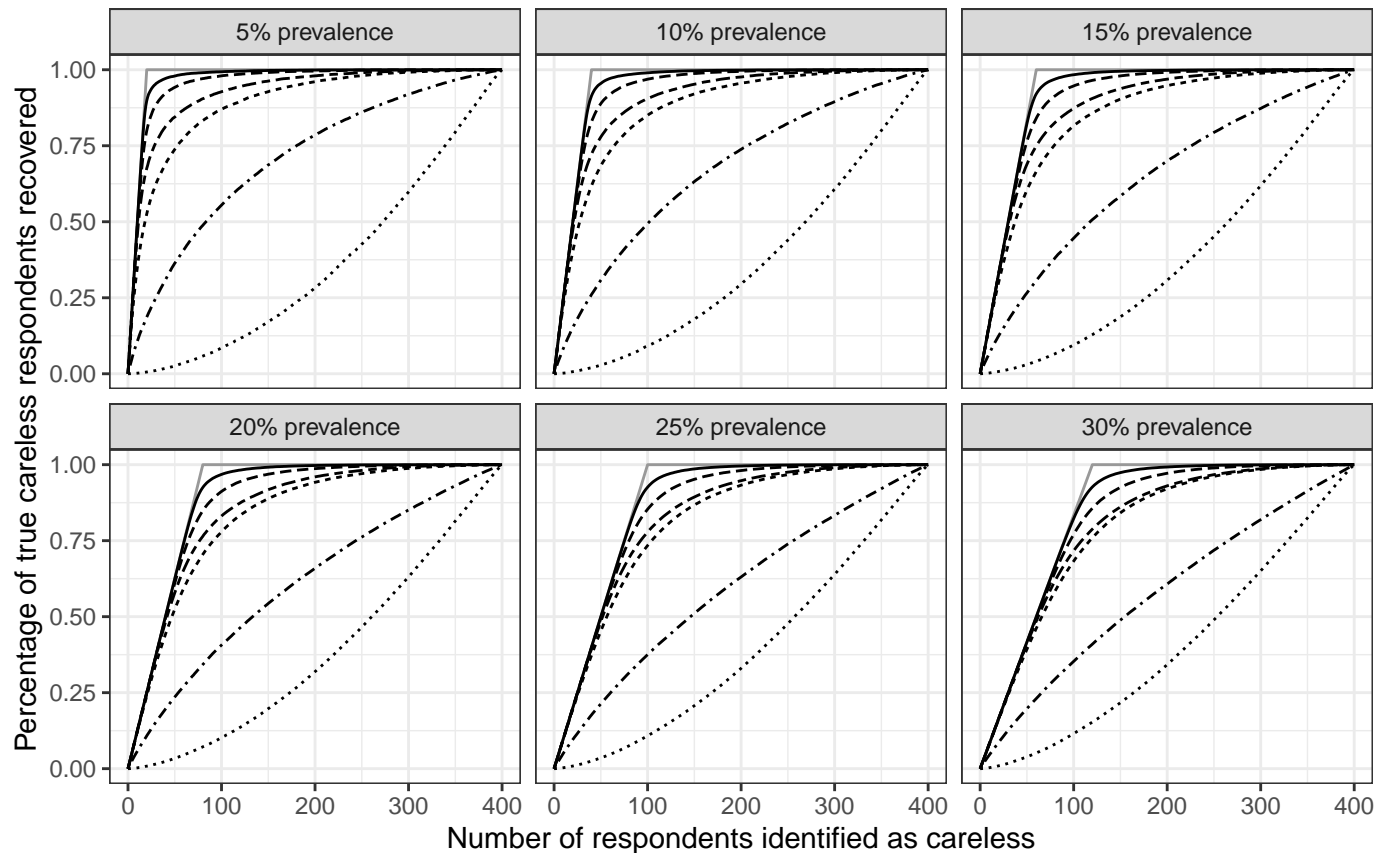 5% prevalence
10% prevalence
15% prevalence
1.00
0.75
0.50
0.25
0.00
20% prevalence
25% prevalence
30% prevalence
1.00
0.75
0.50
0.25
0.00
0 100 200 300 400
0 100 200 300 400
0 100 200 300 400
Number of respondents identified as careless
Percentage of true careless respondents recovered